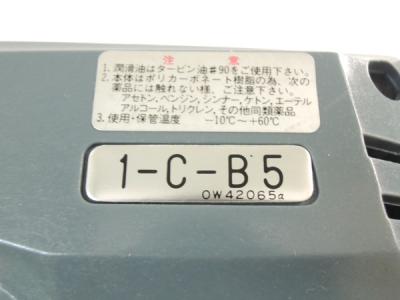 注 意
1. 潤滑油はタービン油#90をご使用下さい。
2. 本体はポリカーボネート樹脂の為、次の
薬品には触れない様、ご注意下さい。
アセトン、ベンジン、シンナー、ケトン、エーテル
アルコール、トリクレン、その他同類薬品
3. 使用・保管温度 −10℃〜+60℃
1-C-B5
OW42065α